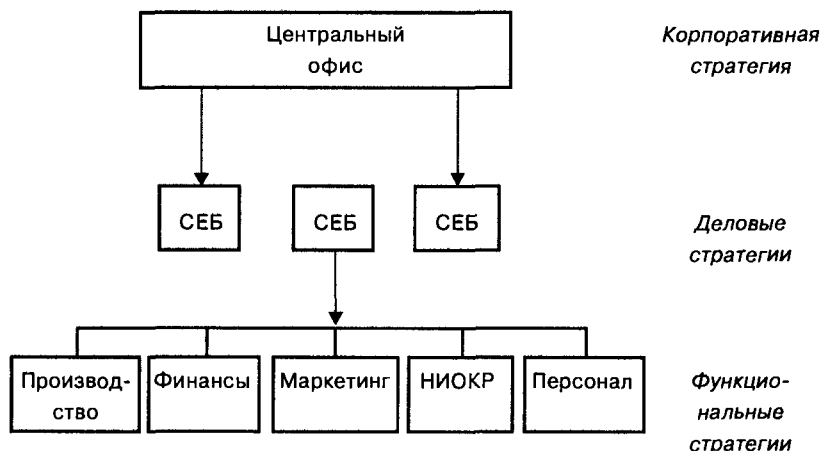 Центральный
офис
Корпоративная
стратегия
СЕБ
СЕБ
СЕБ
Деловые
стратегии
Производ-
ство
Финансы
Маркетинг
НИОКР
Персонал
Функцио-
нальные
стратегии